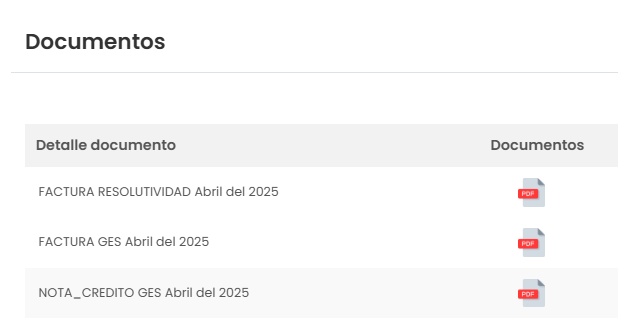 Documentos
Detalle documento Documentos
FACTURA RESOLUTIVIDAD Abril del 2025 PDF
FACTURA GES Abril del 2025 PDF
NOTA_CREDITO GES Abril del 2025 PDF